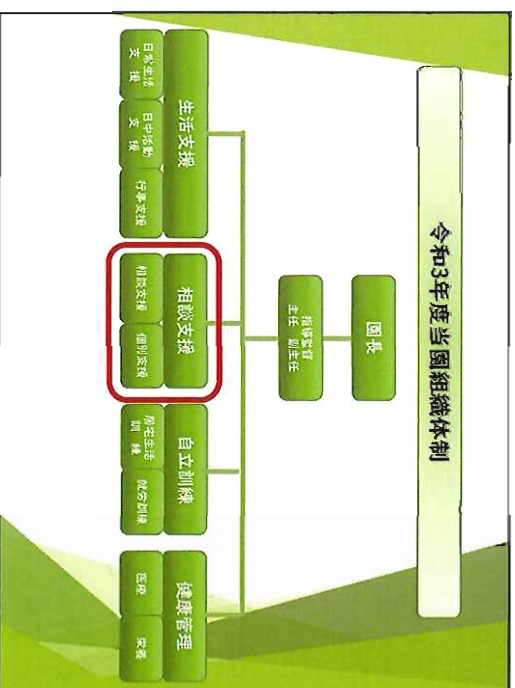 令和3年度当園組織体制
園長
指導監督
主任 副主任
生活支援
日常生活
支 援
日中活動
支 援
行事支援
相談支援
相談支援
個別支援
自立訓練
居宅生活
訓 練
就労訓練
健康管理
医療
栄養